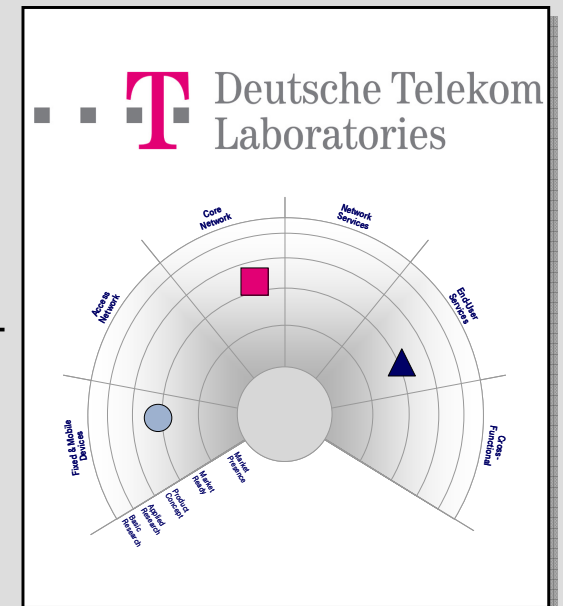 T
Deutsche Telekom
Laboratories
Core
Network
Network
Services
Access
Network
End-User
Services
Fixed & Mobile
Devices
Cross-
Functional
Market
Presence
Market
Ready
Product
Concept
Applied
Research
Basic
Research